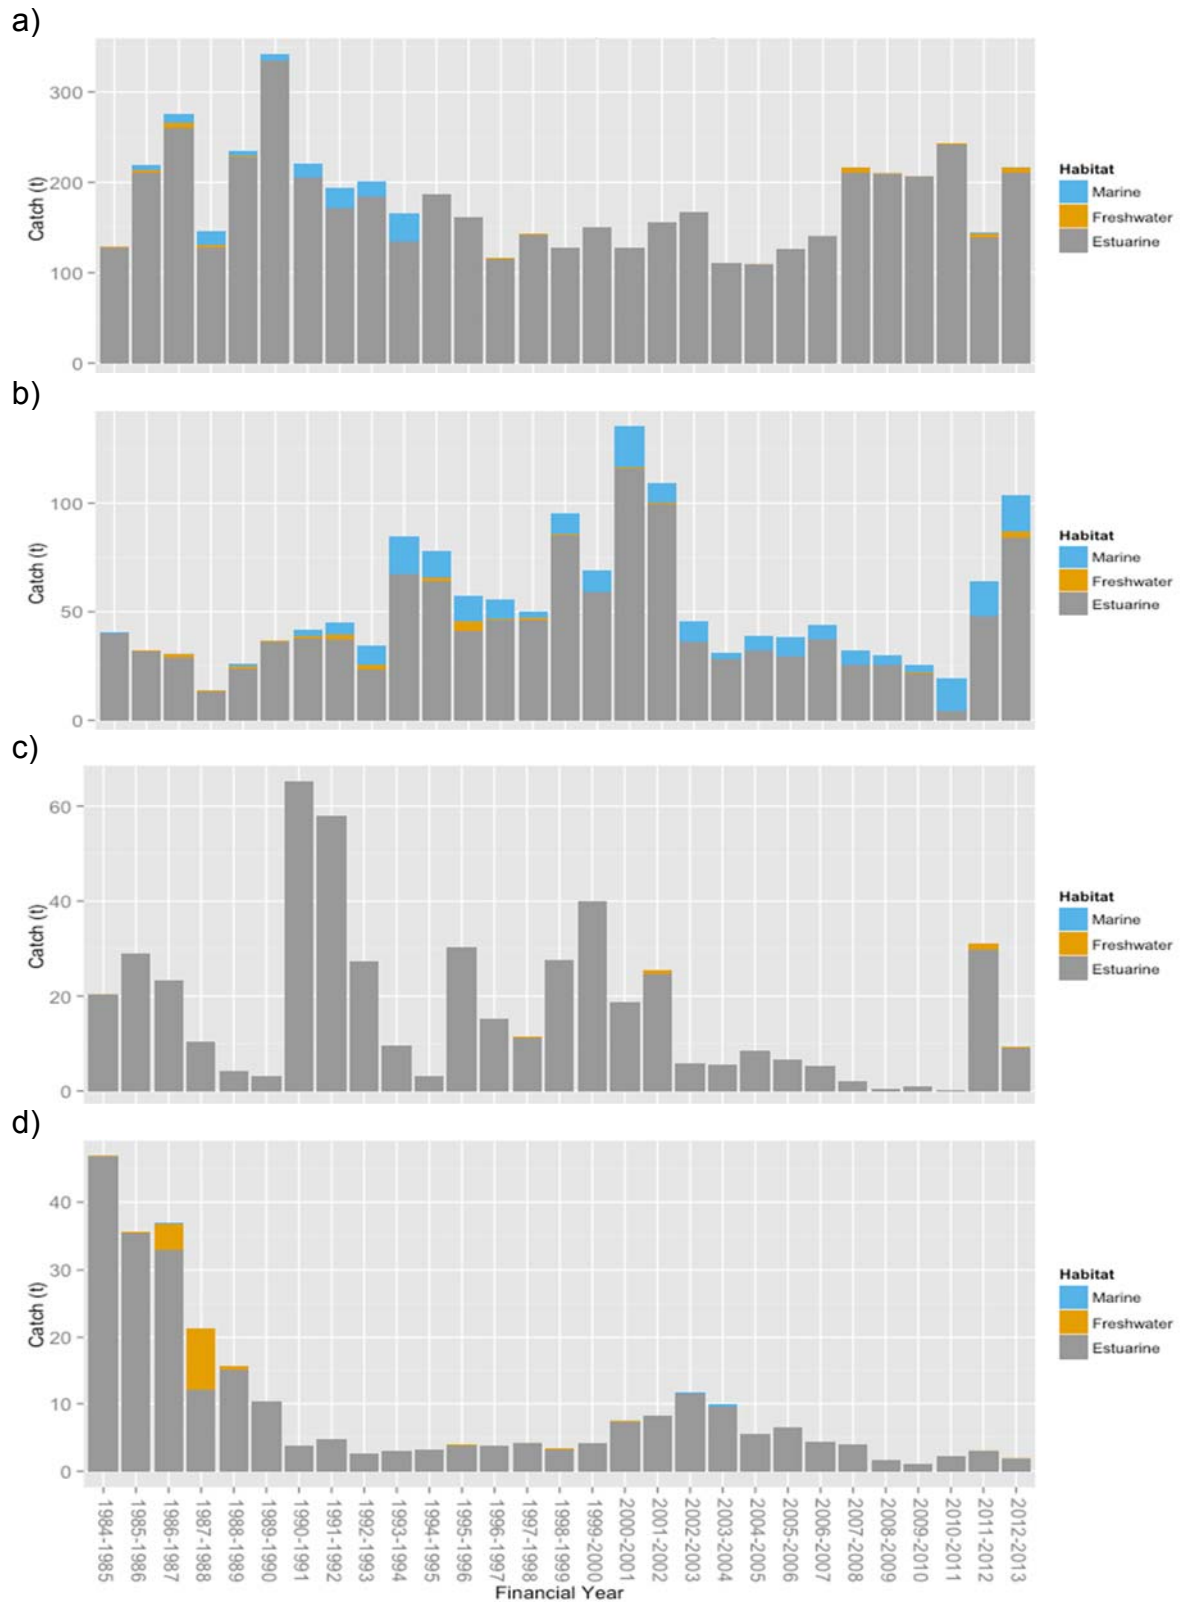 a)
300
200
100
0
Catch (t)
Habitat
Marine
Freshwater
Estuarine
b)
100
50
0
Catch (t)
Habitat
Marine
Freshwater
Estuarine
c)
60
40
20
0
Catch (t)
Habitat
Marine
Freshwater
Estuarine
d)
40
30
20
10
0
Catch (t)
Habitat
Marine
Freshwater
Estuarine
1984-1985
1985-1986
1986-1987
1987-1988
1988-1989
1989-1990
1990-1991
1991-1992
1992-1993
1993-1994
1994-1995
1995-1996
1996-1997
1997-1998
1998-1999
1999-2000
2000-2001
2001-2002
2002-2003
2003-2004
2004-2005
2005-2006
2006-2007
2007-2008
2008-2009
2009-2010
2010-2011
2011-2012
2012-2013
Financial Year